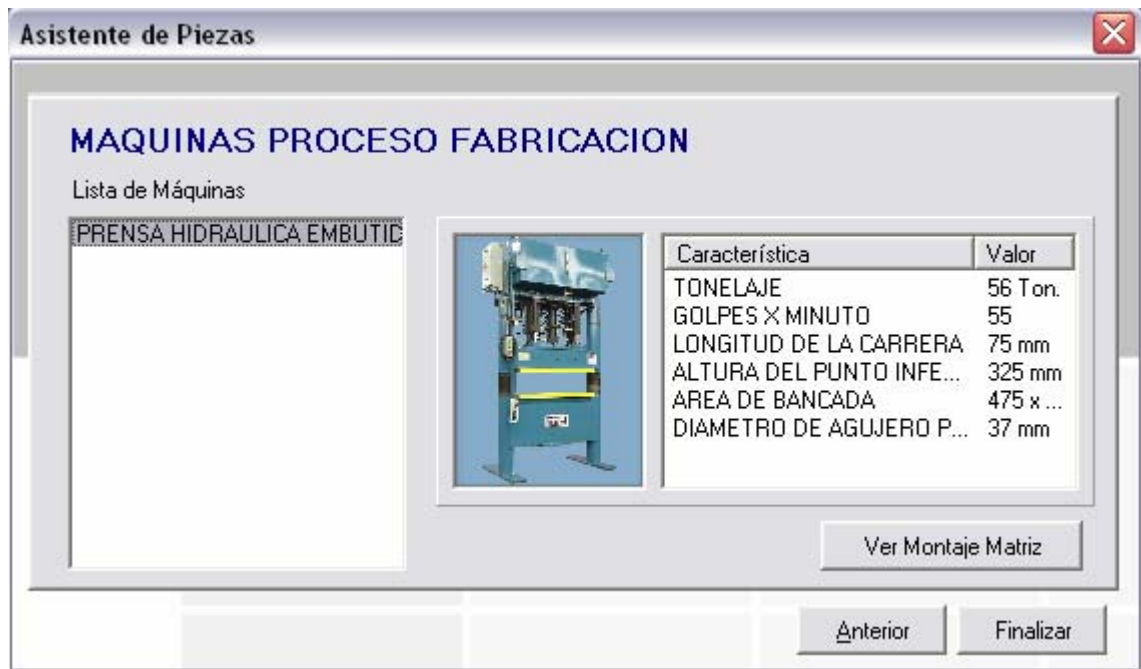 Asistente de Piezas
MAQUINAS PROCESO FABRICACION
Lista de Máquinas
PRENSA HIDRAULICA EMBUTIC
Característica Valor
TONELAJE 56 Ton.
GOLPES X MINUTO 55
LONGITUD DE LA CARRERA 75 mm
ALTURA DEL PUNTO INFE... 325 mm
AREA DE BANCADA 475 x ...
DIAMETRO DE AGUJERO P... 37 mm
Ver Montaje Matriz
Anterior Finalizar